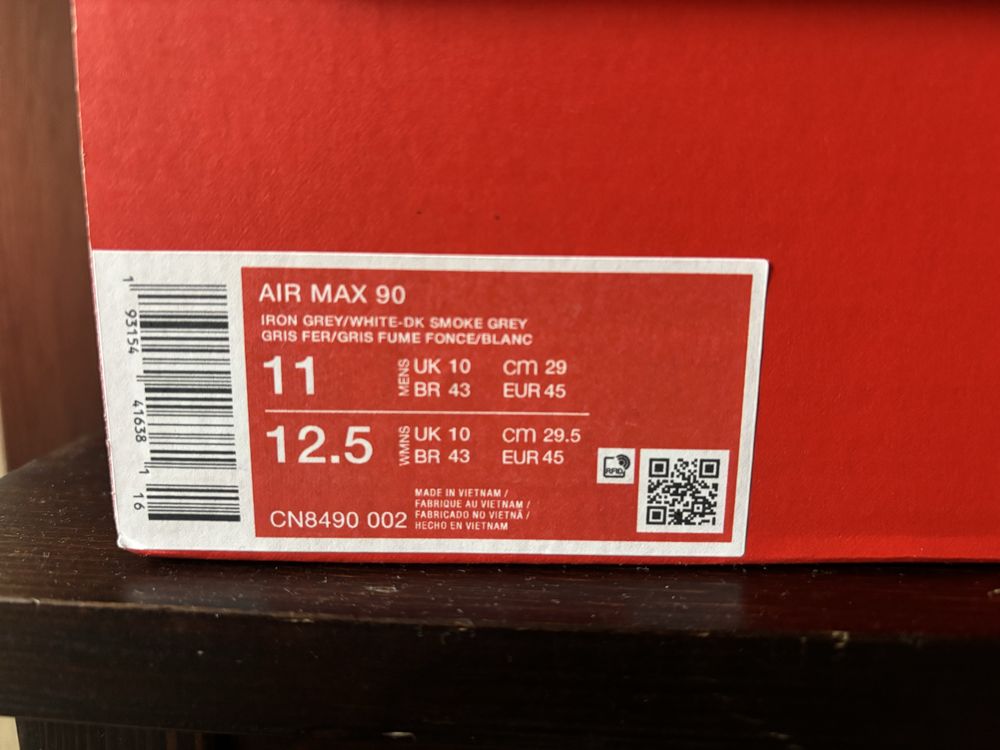 1 93154 41638 1 16
AIR MAX 90
IRON GREY/WHITE-DK SMOKE GREY
GRIS FER/GRIS FUME FONCE/BLANC
11 MENS UK 10 cm 29
BR 43 EUR 45
12.5 WMNS UK 10 cm 29.5
BR 43 EUR 45
RFID
MADE IN VIETNAM /
FABRIQUE AU VIETNAM /
FABRICADO NO VIETNÃ /
HECHO EN VIETNAM
CN8490 002